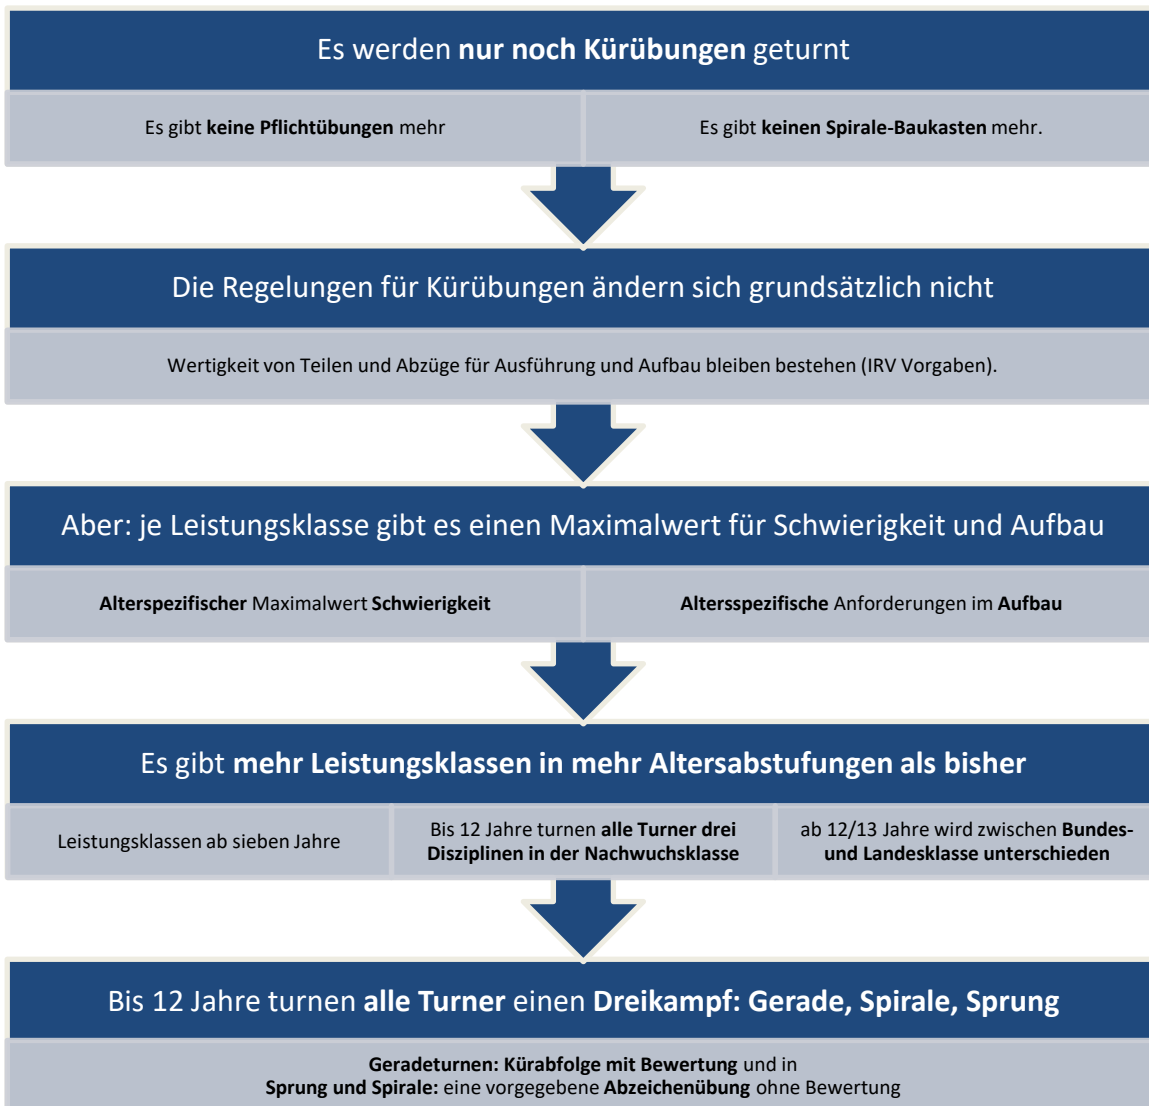 Es werden nur noch Kürübungen geturnt
Es gibt keine Pflichtübungen mehr
Es gibt keinen Spirale-Baukasten mehr.
Die Regelungen für Kürübungen ändern sich grundsätzlich nicht
Wertigkeit von Teilen und Abzüge für Ausführung und Aufbau bleiben bestehen (IRV Vorgaben).
Aber: je Leistungsklasse gibt es einen Maximalwert für Schwierigkeit und Aufbau
Alterspezifischer Maximalwert Schwierigkeit
Altersspezifische Anforderungen im Aufbau
Es gibt mehr Leistungsklassen in mehr Altersabstufungen als bisher
Leistungsklassen ab sieben Jahre
Bis 12 Jahre turnen alle Turner drei
Disziplinen in der Nachwuchsklasse
ab 12/13 Jahre wird zwischen Bundes-
und Landesklasse unterschieden
Bis 12 Jahre turnen alle Turner einen Dreikampf: Gerade, Spirale, Sprung
Geradeturnen: Kürabfolge mit Bewertung und in
Sprung und Spirale: eine vorgegebene Abzeichenübung ohne Bewertung